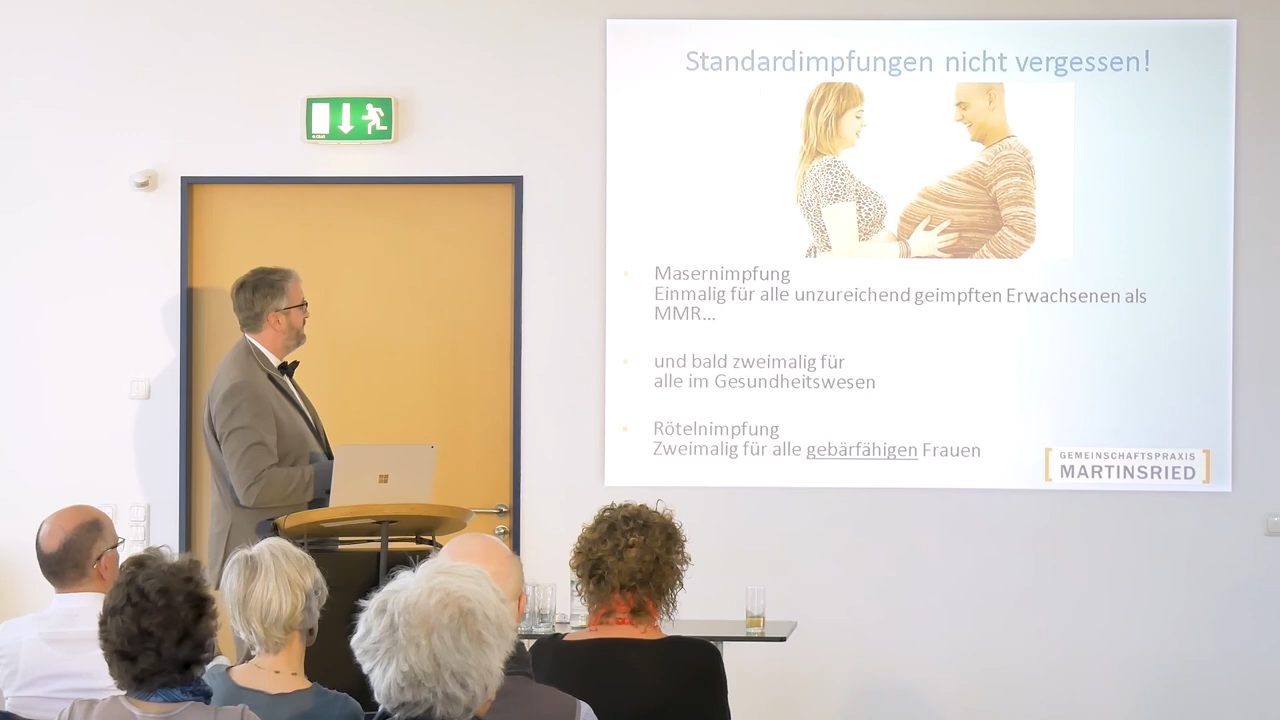 Standardimpfungen nicht vergessen!
Masernimpfung
Einmalig für alle unzureichend geimpften Erwachsenen als
MMR...
und bald zweimalig für
alle im Gesundheitswesen
Rötelnimpfung
Zweimalig für alle gebärfähigen Frauen
GEMEINSCHAFTSPRAXIS
MARTINSRIED